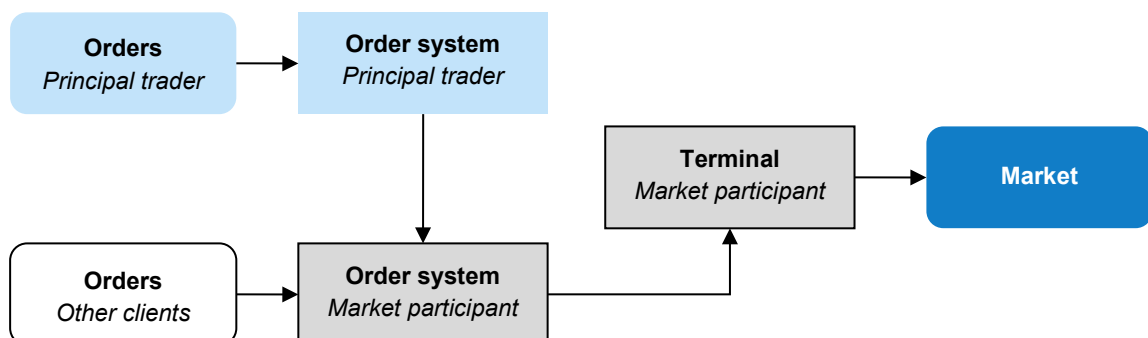 Orders
Principal trader
Order system
Principal trader
Terminal
Market participant
Market
Orders
Other clients
Order system
Market participant